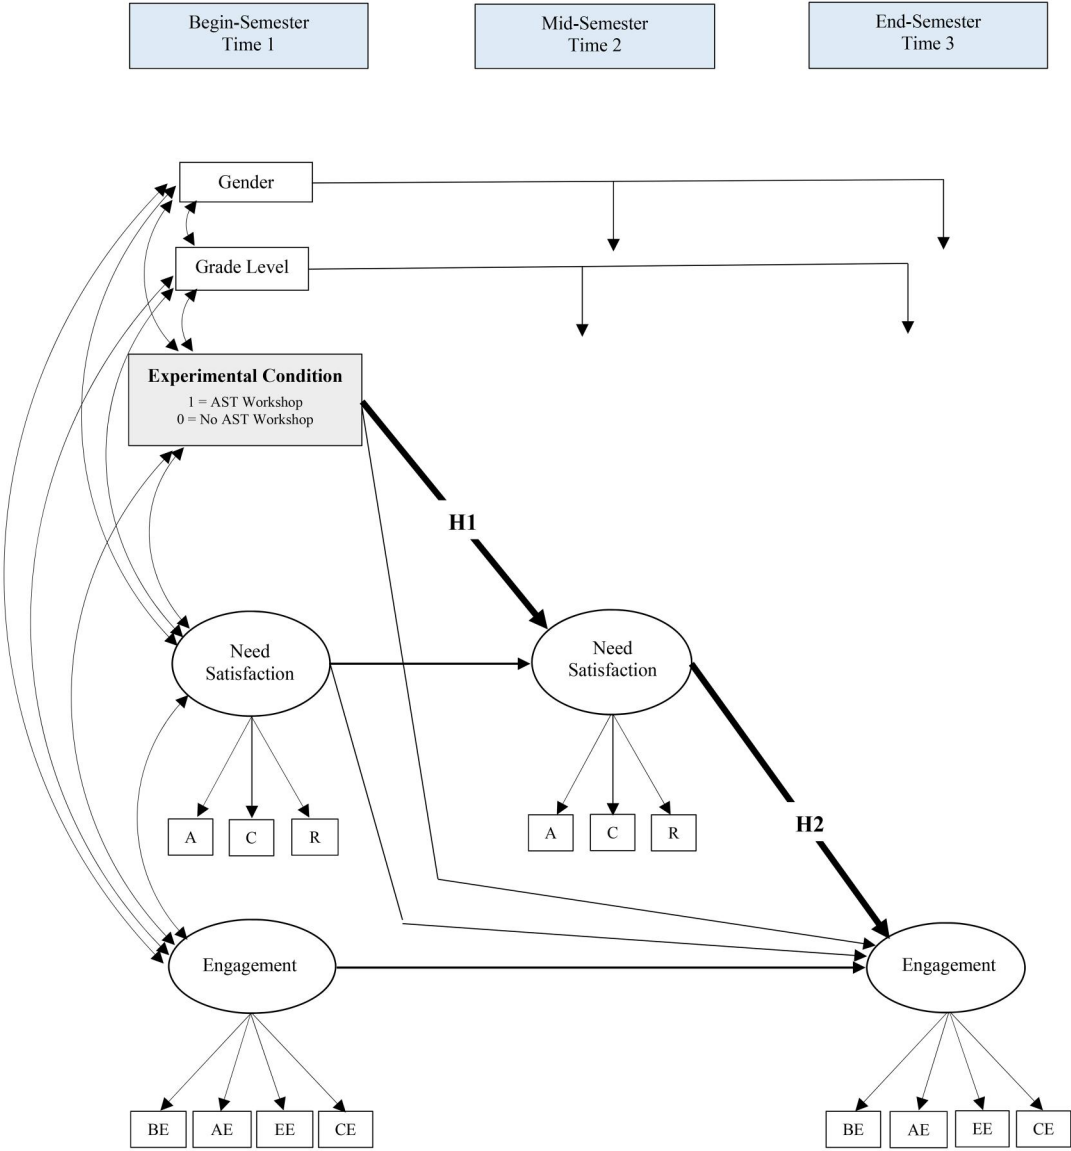 Begin-Semester
Time 1
Mid-Semester
Time 2
End-Semester
Time 3
Gender
Grade Level
Experimental Condition
1 = AST Workshop
0 = No AST Workshop
H1
Need
Satisfaction
Need
Satisfaction
A
C
R
A
C
R
H2
Engagement
Engagement
BE
AE
EE
CE
BE
AE
EE
CE